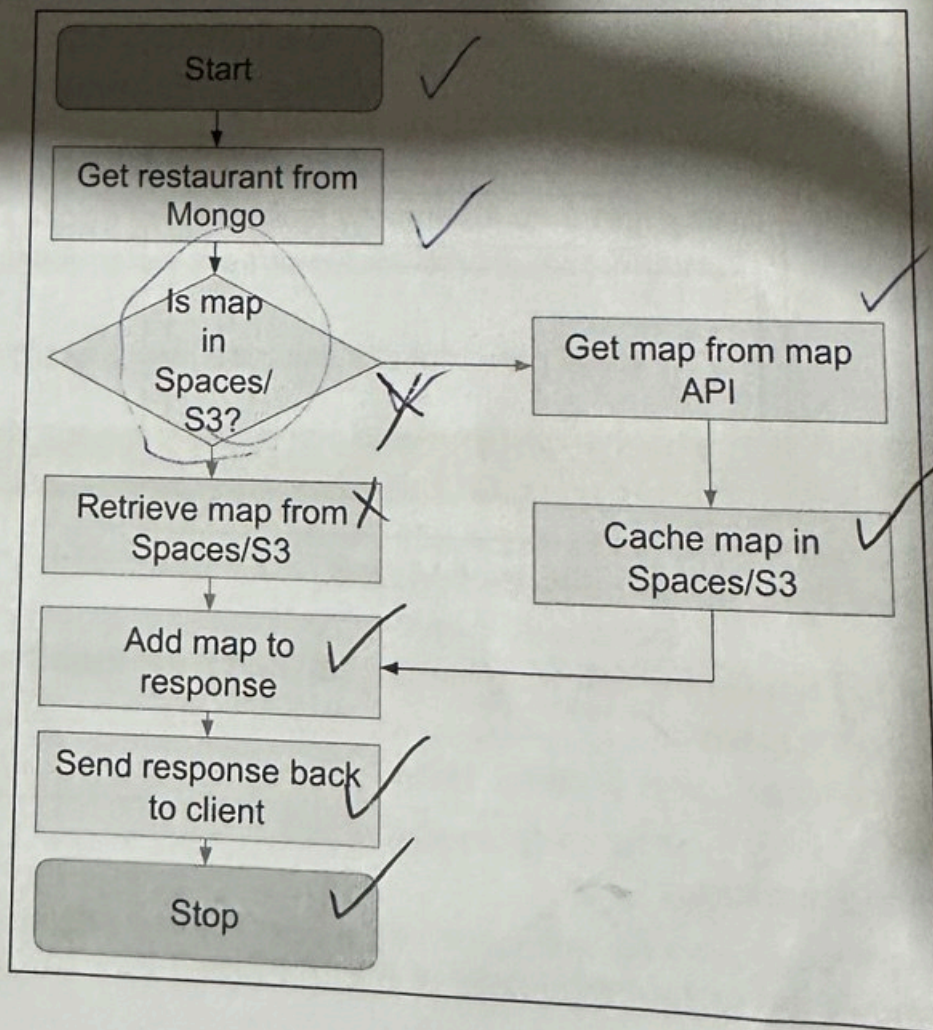 Start
Get restaurant from
Mongo
Is map
in
Spaces/
S3?
Get map from map
API
Retrieve map from
Spaces/S3
Cache map in
Spaces/S3
Add map to
response
Send response back
to client
Stop